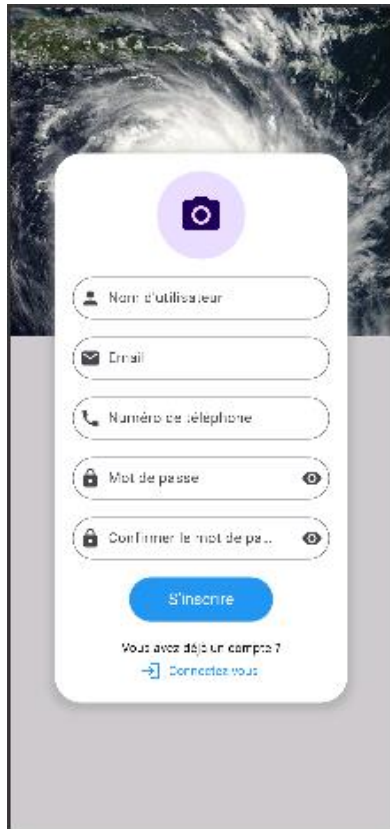 Nom d'utilisateur
Email
Numéro de téléphone
Mot de passe
Confirmer le mot de pa...
S'inscrire
Vous avez déjà un compte ?
Connectez-vous